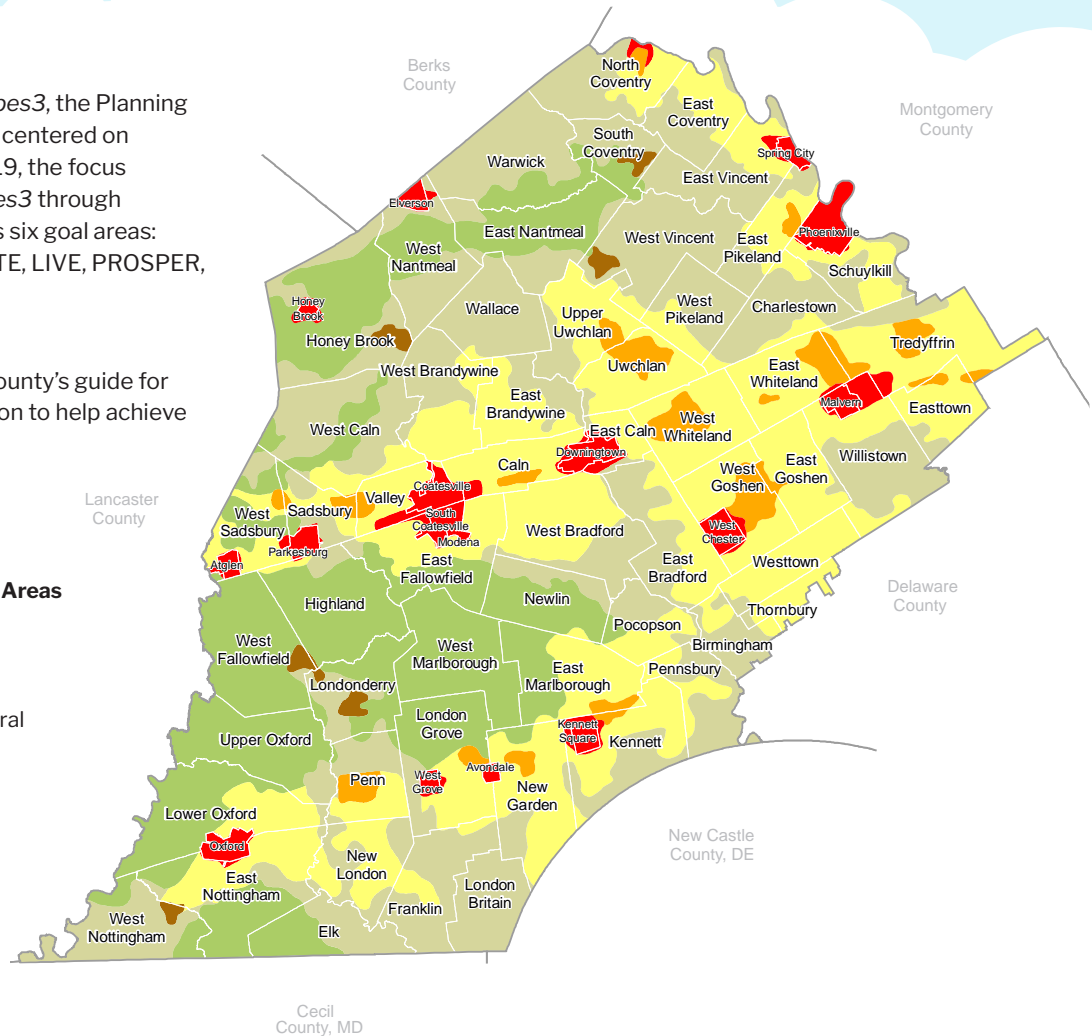 bes3, the Planning
centered on
19, the focus
es3 through
s six goal areas:
TE, LIVE, PROSPER,
ounty’s guide for
on to help achieve
Areas
ral
Berks
County
Montgomery
County
Lancaster
County
Delaware
County
New Castle
County, DE
Cecil
County, MD
North
Coventry
East
Coventry
South
Coventry
Spring City
Warwick
East Vincent
Elverson
East Nantmeal
West Vincent
East
Pikeland
Phoenixville
Schuylkill
West
Nantmeal
Honey
Brook
Wallace
Upper
Uwchlan
West
Pikeland
Charlestown
Honey Brook
Uwchlan
East
Whiteland
Tredyffrin
West Brandywine
East
Brandywine
Malvern
Easttown
West Caln
East Caln
West
Whiteland
Downingtown
Willistown
Caln
West
Goshen
East
Goshen
Coatesville
Valley
Sadsbury
West
Sadsbury
South
Coatesville
Modena
West Bradford
West
Chester
Parkesburg
Atglen
East
Fallowfield
East
Bradford
Westtown
Highland
Newlin
Thornbury
Pocopson
Birmingham
West
Fallowfield
West
Marlborough
East
Marlborough
Pennsbury
Londonderry
London
Grove
Kennett
Square
Kennett
Upper Oxford
Avondale
West
Grove
Penn
New
Garden
Lower Oxford
Oxford
New
London
East
Nottingham
London
Britain
Franklin
West
Nottingham
Elk